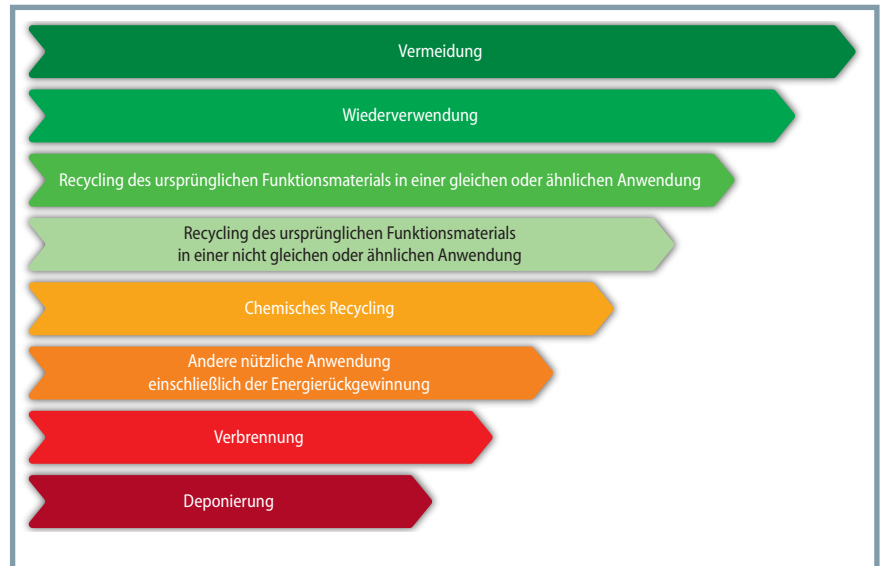 Vermeidung
Wiederverwendung
Recycling des ursprünglichen Funktionsmaterials in einer gleichen oder ähnlichen Anwendung
Recycling des ursprünglichen Funktionsmaterials
in einer nicht gleichen oder ähnlichen Anwendung
Chemisches Recycling
Andere nützliche Anwendung
einschließlich der Energierückgewinnung
Verbrennung
Deponierung